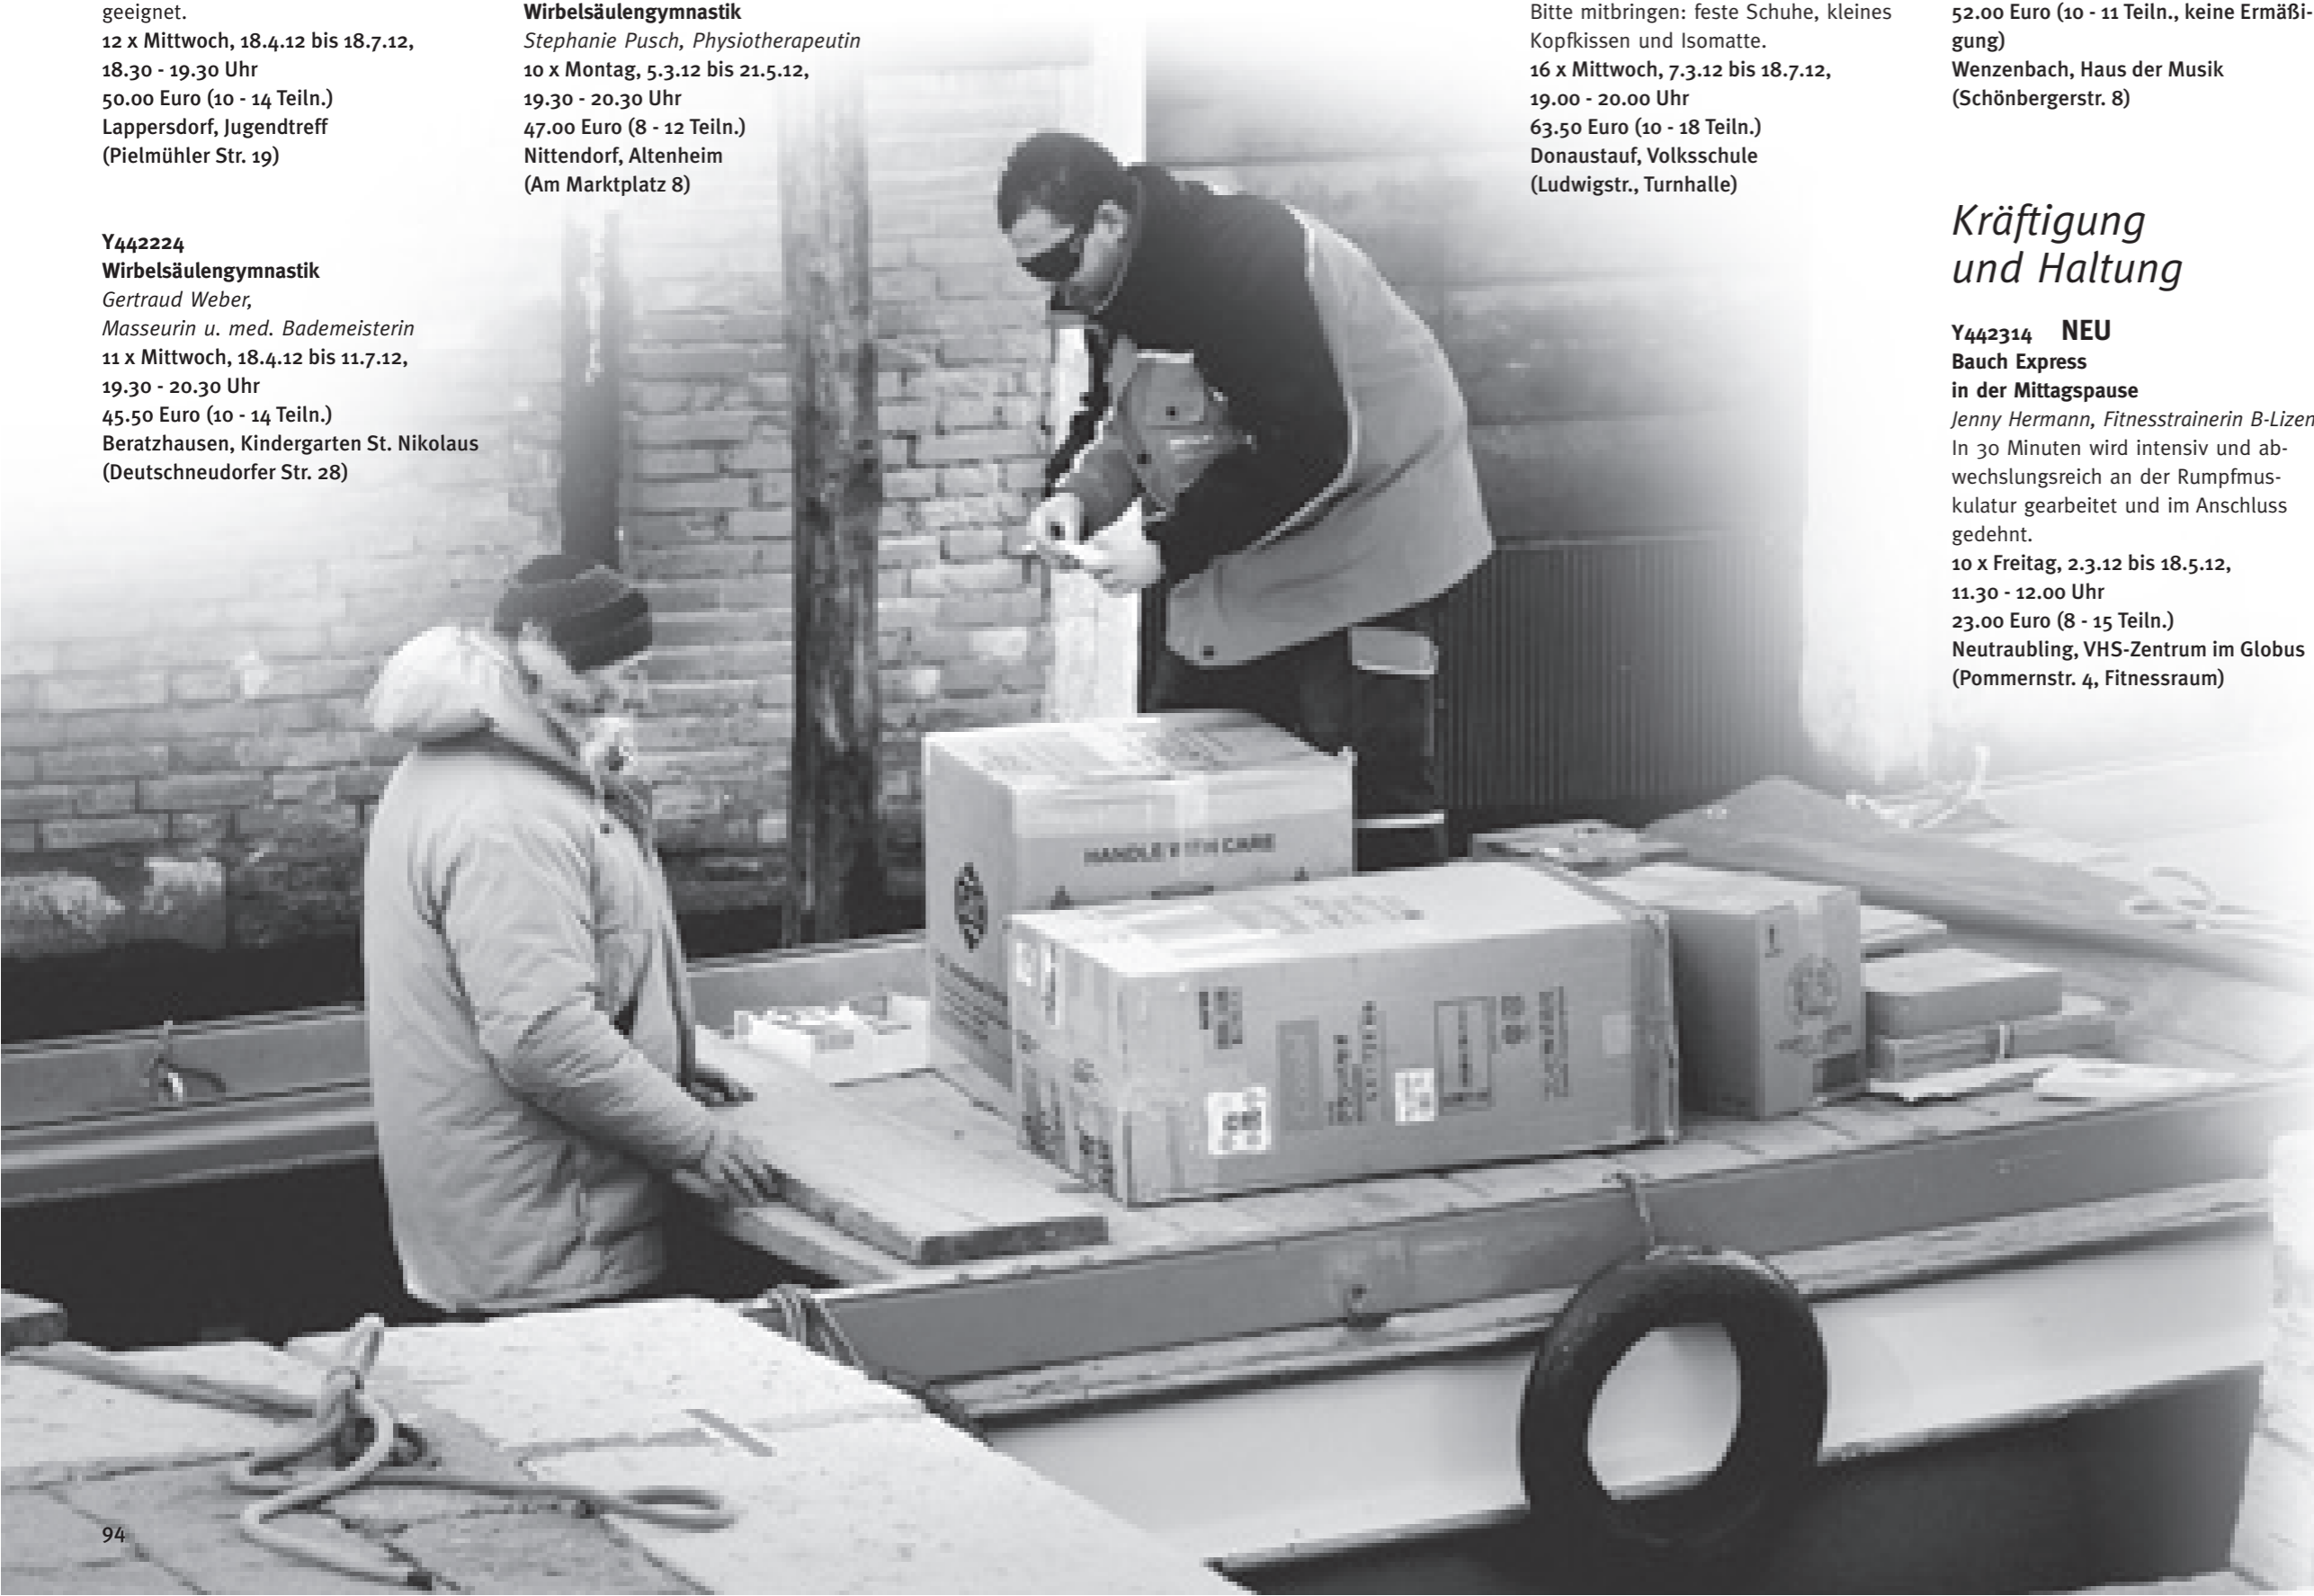 geeignet.
12 x Mittwoch, 18.4.12 bis 18.7.12,
18.30 - 19.30 Uhr
50.00 Euro (10 - 14 Teiln.)
Lappersdorf, Jugendtreff
(Pielmühler Str. 19)
Y442224
Wirbelsäulengymnastik
Gertraud Weber,
Masseurin u. med. Bademeisterin
11 x Mittwoch, 18.4.12 bis 11.7.12,
19.30 - 20.30 Uhr
45.50 Euro (10 - 14 Teiln.)
Beratzhausen, Kindergarten St. Nikolaus
(Deutschneudorfer Str. 28)
Wirbelsäulengymnastik
Stephanie Pusch, Physiotherapeutin
10 x Montag, 5.3.12 bis 21.5.12,
19.30 - 20.30 Uhr
47.00 Euro (8 - 12 Teiln.)
Nittendorf, Altenheim
(Am Marktplatz 8)
Bitte mitbringen: feste Schuhe, kleines
Kopfkissen und Isomatte.
16 x Mittwoch, 7.3.12 bis 18.7.12,
19.00 - 20.00 Uhr
63.50 Euro (10 - 18 Teiln.)
Donaustauf, Volksschule
(Ludwigstr., Turnhalle)
52.00 Euro (10 - 11 Teiln., keine Ermäßi-
gung)
Wenzenbach, Haus der Musik
(Schönbergerstr. 8)
Kräftigung
und Haltung
Y442314 NEU
Bauch Express
in der Mittagspause
Jenny Hermann, Fitnesstrainerin B-Lizen
In 30 Minuten wird intensiv und ab-
wechslungsreich an der Rumpfmus-
kulatur gearbeitet und im Anschluss
gedehnt.
10 x Freitag, 2.3.12 bis 18.5.12,
11.30 - 12.00 Uhr
23.00 Euro (8 - 15 Teiln.)
Neutraubling, VHS-Zentrum im Globus
(Pommernstr. 4, Fitnessraum)
HANDLE WITH CARE
94